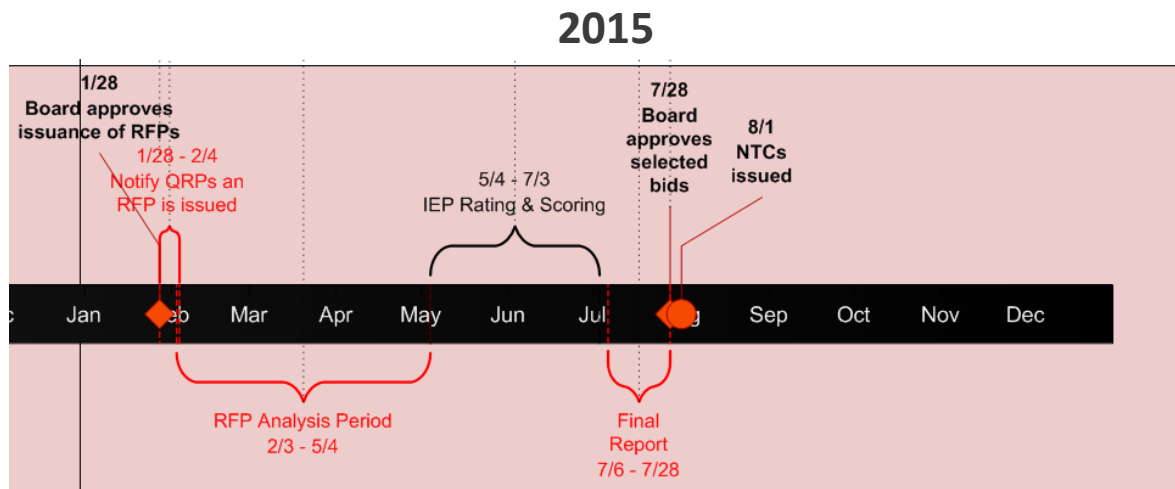 2015
1/28
Board approves
issuance of RFPs
1/28 - 2/4
Notify QRPs an
RFP is issued
5/4 - 7/3
IEP Rating & Scoring
7/28
Board
approves
selected
bids
8/1
NTCs
issued
c Jan eb Mar Apr May Jun Jul g Sep Oct Nov Dec
RFP Analysis Period
2/3 - 5/4
Final
Report
7/6 - 7/28